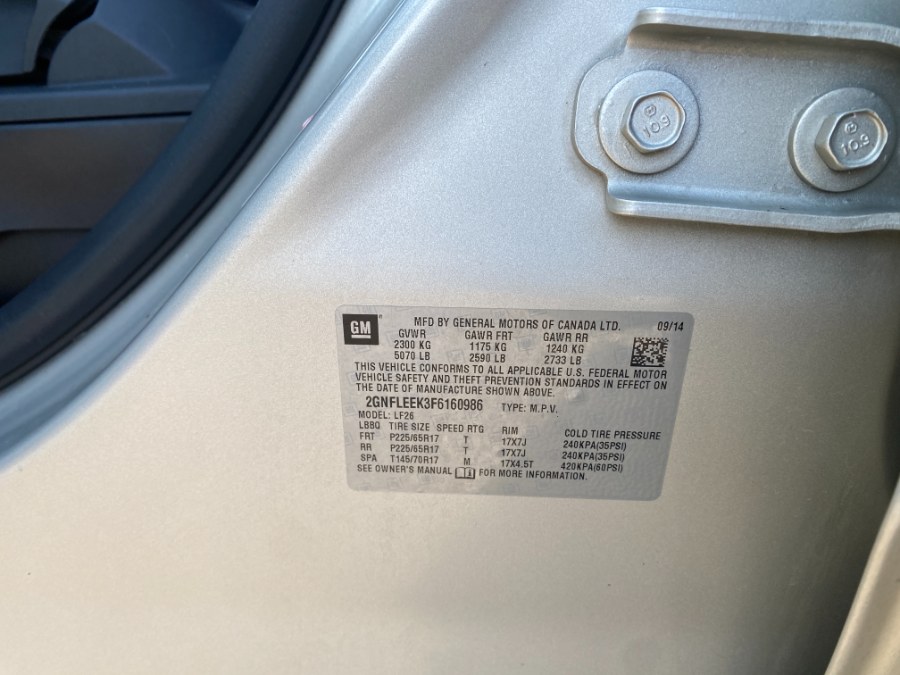 10.9
10.9
GM
MFD BY GENERAL MOTORS OF CANADA LTD. 09/14
GVWR GAWR FRT GAWR RR
2300 KG 1175 KG 1240 KG
5070 LB 2590 LB 2733 LB
THIS VEHICLE CONFORMS TO ALL APPLICABLE U.S. FEDERAL MOTOR
VEHICLE SAFETY AND THEFT PREVENTION STANDARDS IN EFFECT ON
THE DATE OF MANUFACTURE SHOWN ABOVE.
2GNFLEEK3F6160986 TYPE: M.P.V.
MODEL: LF26
LBBQ TIRE SIZE SPEED RTG RIM COLD TIRE PRESSURE
FRT P225/65R17 T 17X7J 240KPA(35PSI)
RR P225/65R17 T 17X7J 240KPA(35PSI)
SPA T145/70R17 M 17X4.5T 420KPA(60PSI)
SEE OWNER'S MANUAL FOR MORE INFORMATION.